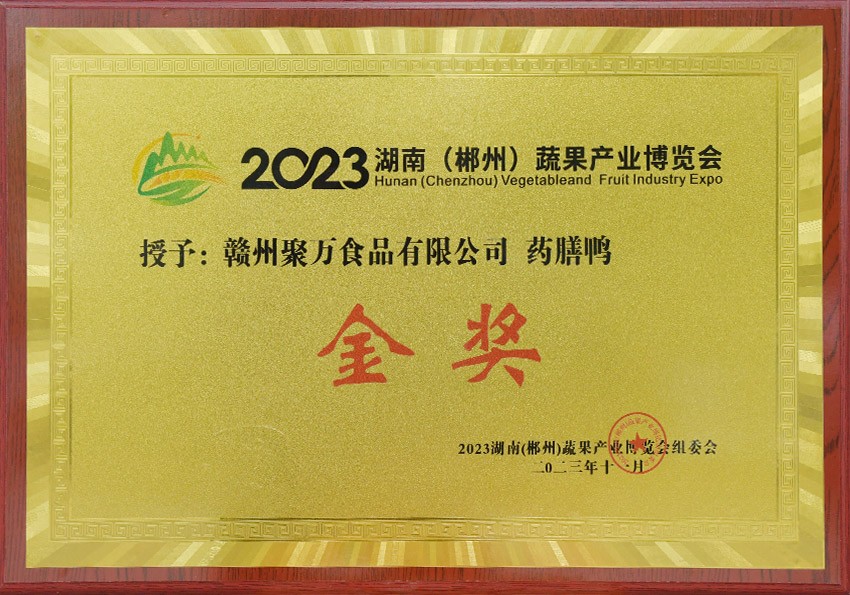 2023湖南（郴州）蔬果产业博览会
Hunan (Chenzhou) Vegetableand Fruit Industry Expo
授予：赣州聚万食品有限公司 药膳鸭
金奖
2023湖南(郴州)蔬果产业博览会组委会
二0二三年十一月